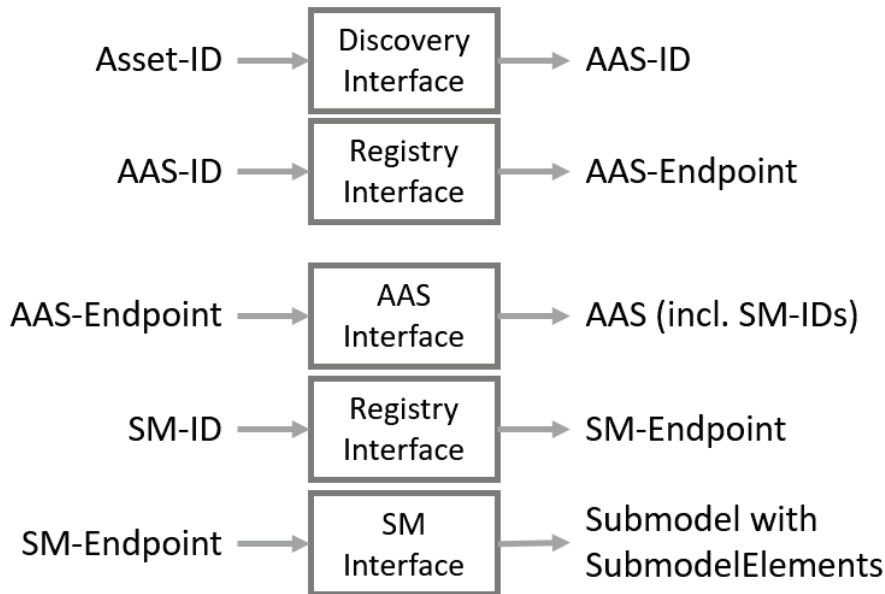 Asset-ID
Discovery
Interface
AAS-ID
AAS-ID
Registry
Interface
AAS-Endpoint
AAS-Endpoint
AAS
Interface
AAS (incl. SM-IDs)
SM-ID
Registry
Interface
SM-Endpoint
SM-Endpoint
SM
Interface
Submodel with
SubmodelElements